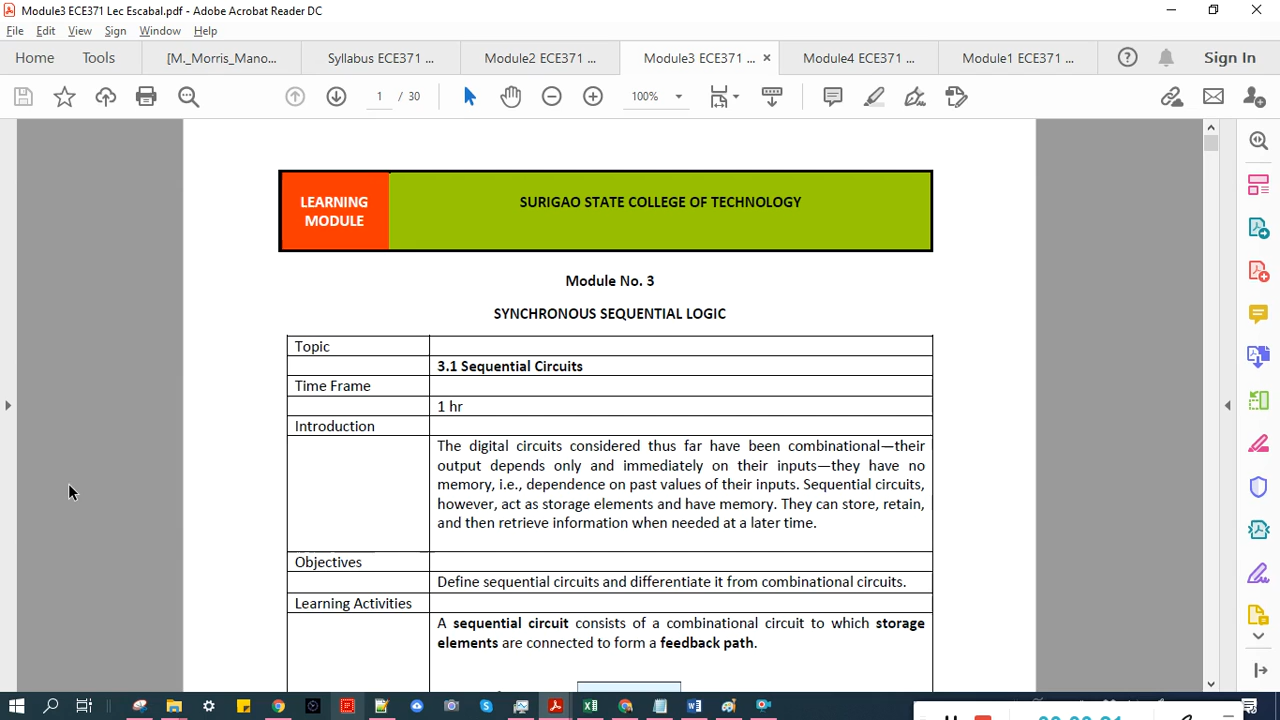 Module3 ECE371 Lec Escabal.pdf - Adobe Acrobat Reader DC
File Edit View Sign Window Help
Home Tools [M._Morris_Mano... Syllabus ECE371 ... Module2 ECE371 ... Module3 ECE371 ... Module4 ECE371 ... Module1 ECE371 ... Sign In
1 / 30 100%
LEARNING
MODULE
SURIGAO STATE COLLEGE OF TECHNOLOGY
Module No. 3
SYNCHRONOUS SEQUENTIAL LOGIC
Topic
3.1 Sequential Circuits
Time Frame
1 hr
Introduction
The digital circuits considered thus far have been combinational—their
output depends only and immediately on their inputs—they have no
memory, i.e., dependence on past values of their inputs. Sequential circuits,
however, act as storage elements and have memory. They can store, retain,
and then retrieve information when needed at a later time.
Objectives
Define sequential circuits and differentiate it from combinational circuits.
Learning Activities
A sequential circuit consists of a combinational circuit to which storage
elements are connected to form a feedback path.